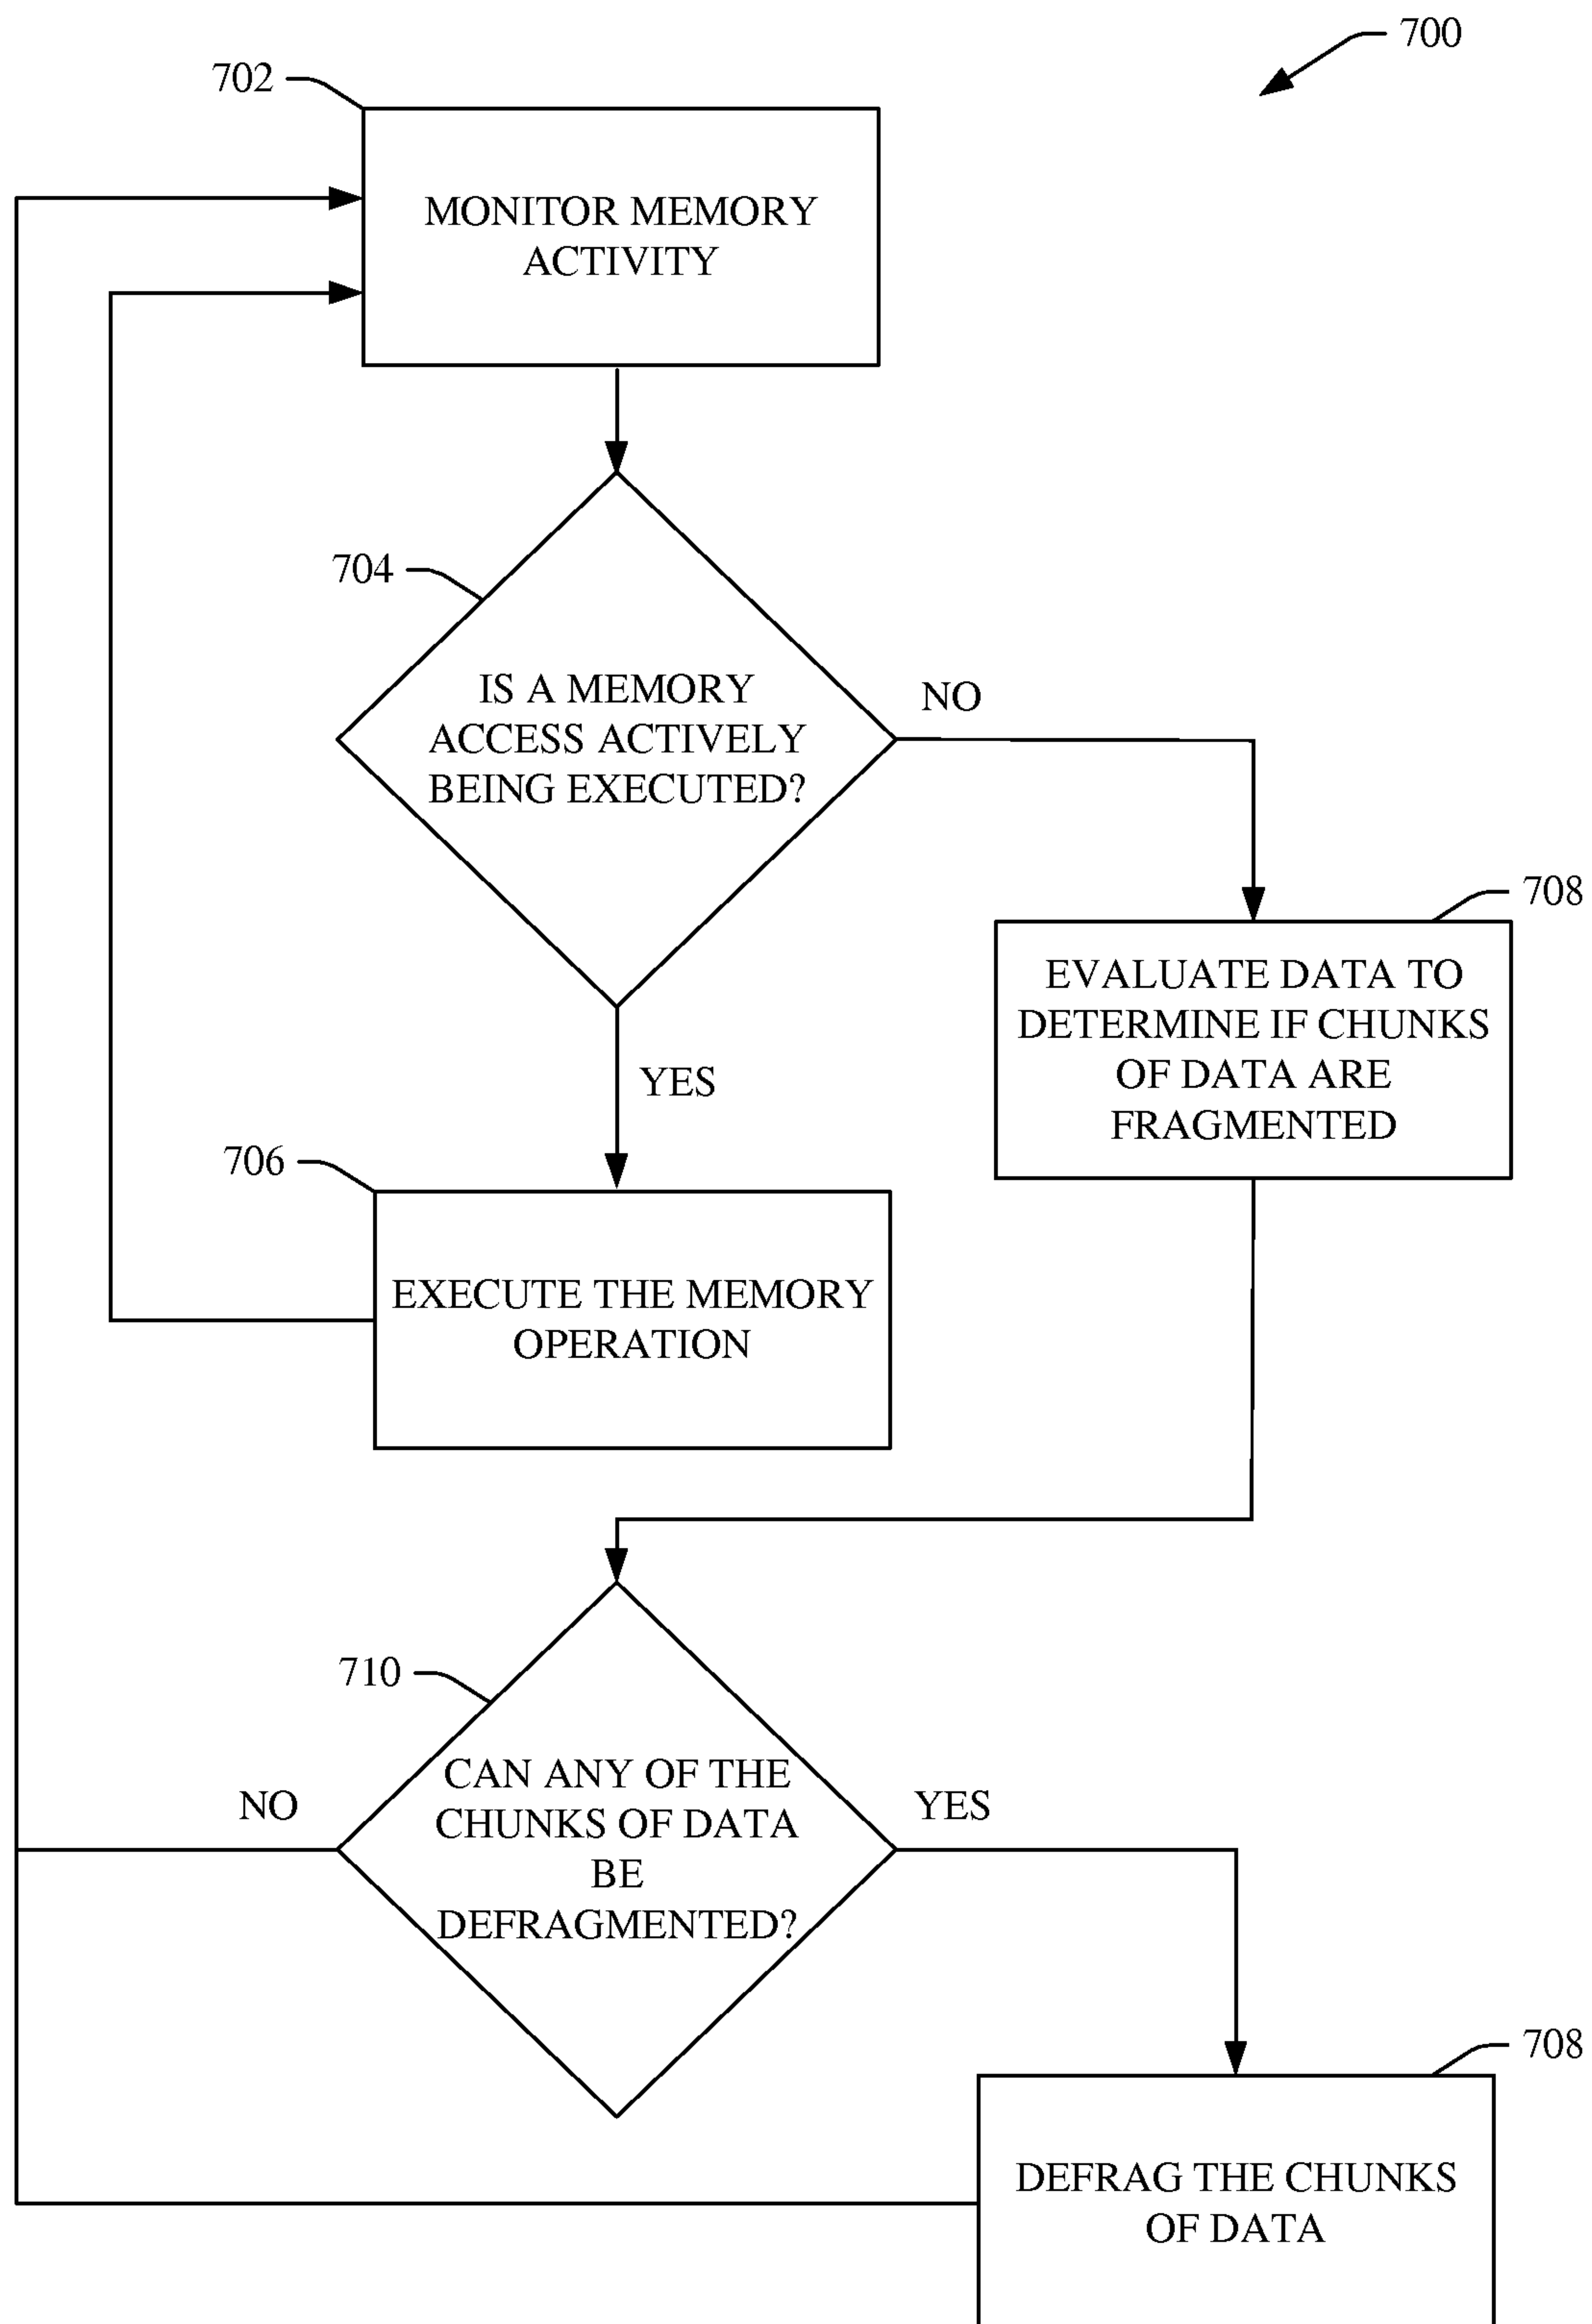 700
702
MONITOR MEMORY
ACTIVITY
704
IS A MEMORY
ACCESS ACTIVELY
BEING EXECUTED?
NO
YES
708
EVALUATE DATA TO
DETERMINE IF CHUNKS
OF DATA ARE
FRAGMENTED
706
EXECUTE THE MEMORY
OPERATION
710
CAN ANY OF THE
CHUNKS OF DATA
BE
DEFRAGMENTED?
NO
YES
708
DEFRAG THE CHUNKS
OF DATA